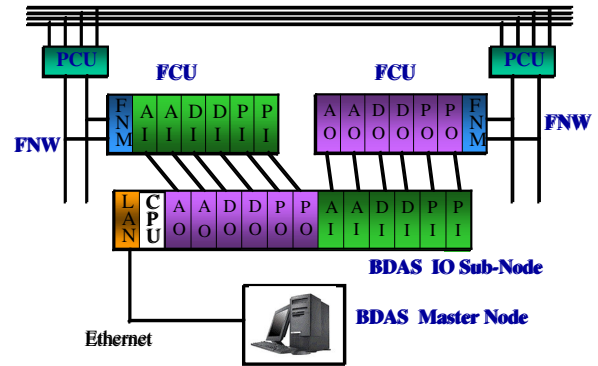 PCU
PCU
FCU
FCU
FNM AI AI DI DI PI PI
AO AO DO DO PO PO FNM
FNW
FNW
LAN CPU AO AO DO DO PO PO AI AI DI DI PI PI
BDAS IO Sub-Node
BDAS Master Node
Ethernet